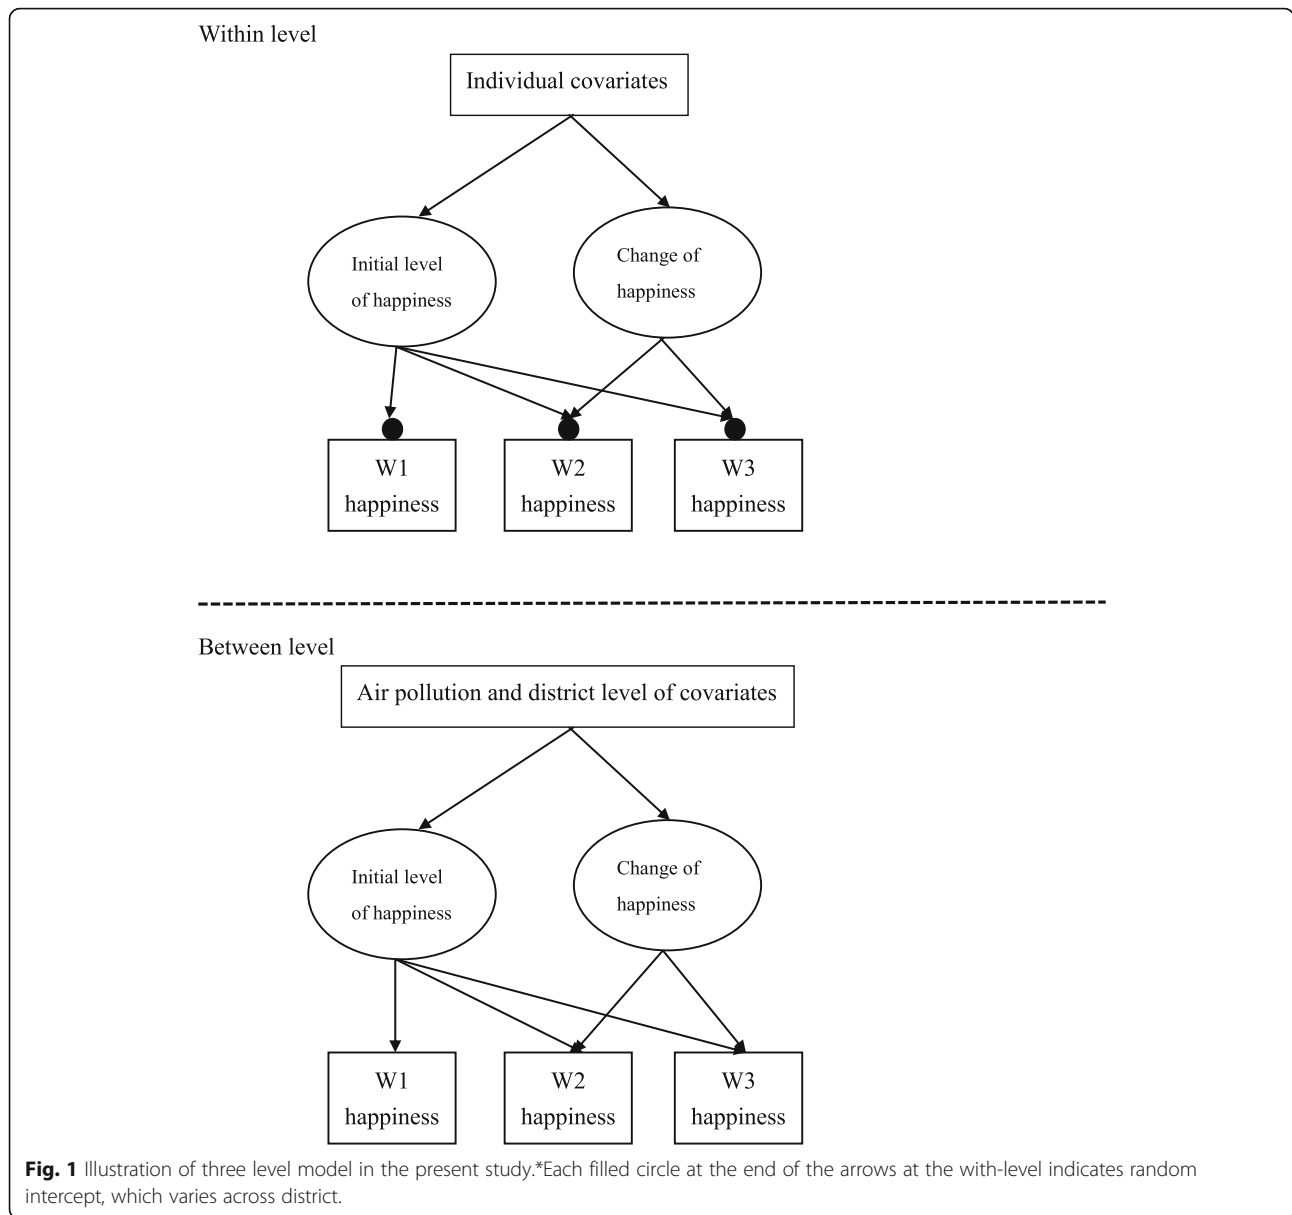 Within level
Individual covariates
Initial level
of happiness
Change of
happiness
W1
happiness
W2
happiness
W3
happiness
Between level
Air pollution and district level of covariates
Initial level
of happiness
Change of
happiness
W1
happiness
W2
happiness
W3
happiness
Fig. 1 Illustration of three level model in the present study.*Each filled circle at the end of the arrows at the with-level indicates random
intercept, which varies across district.